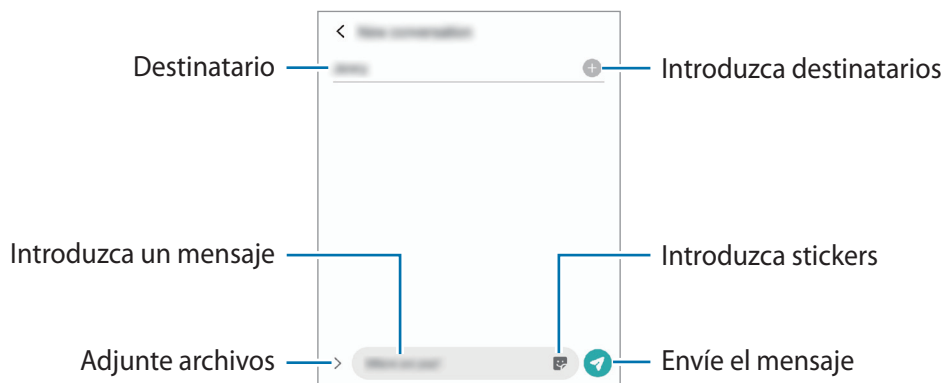 Destinatario
Introduzca destinatarios
Introduzca un mensaje
Introduzca stickers
Adjunte archivos
Envíe el mensaje